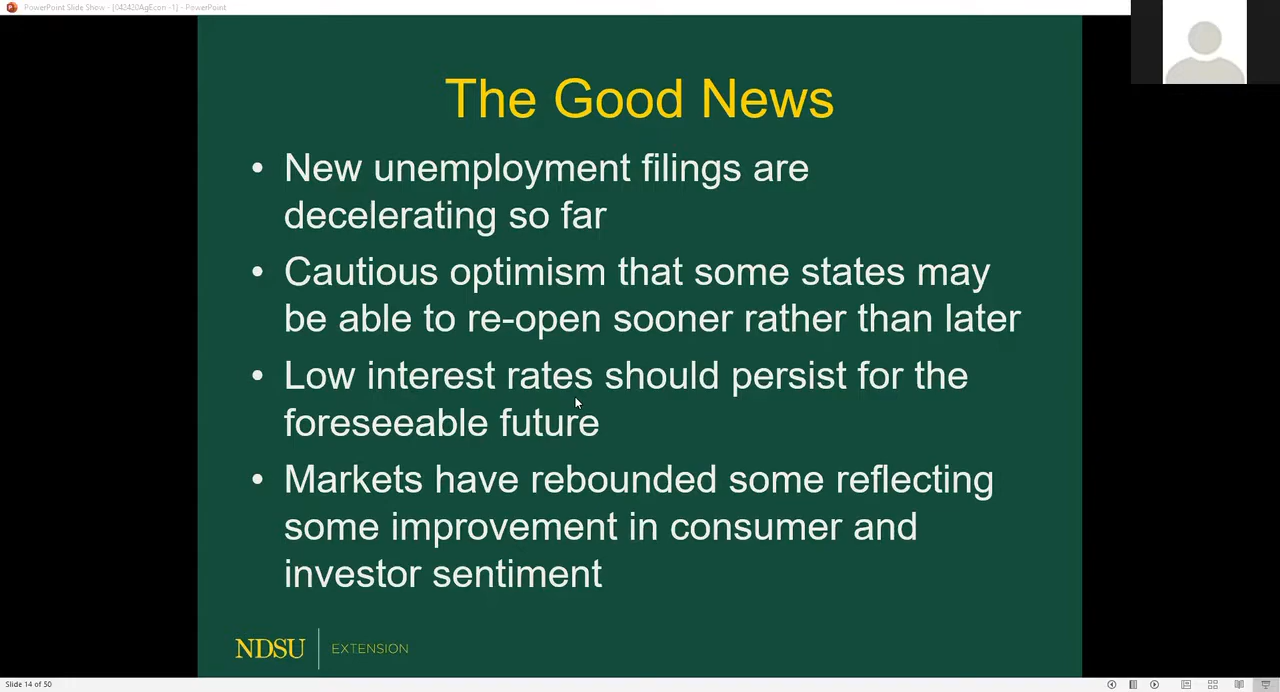 PowerPoint Slide Show - [042420AgEcon -1] - PowerPoint
The Good News
• New unemployment filings are
decelerating so far
• Cautious optimism that some states may
be able to re-open sooner rather than later
• Low interest rates should persist for the
foreseeable future
• Markets have rebounded some reflecting
some improvement in consumer and
investor sentiment
NDSU EXTENSION
Slide 14 of 50